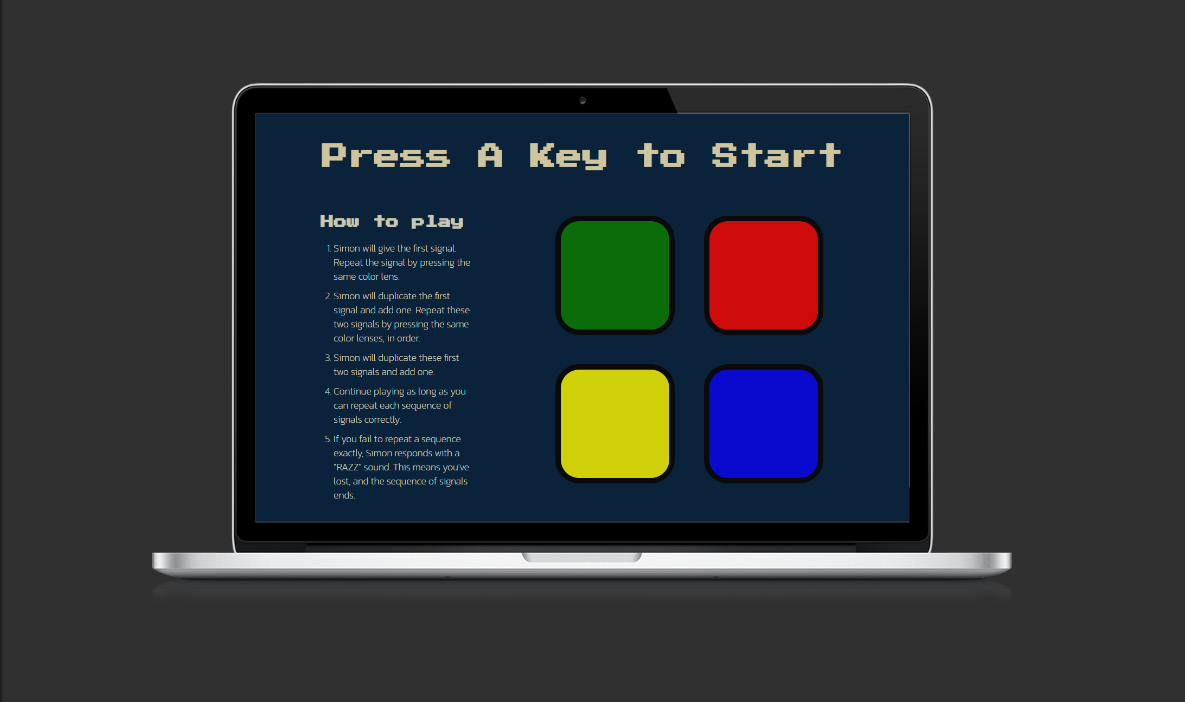 Press A Key to Start
How to play
1. Simon will give the first signal.
Repeat the signal by pressing the
same color lens.
2. Simon will duplicate the first
signal and add one. Repeat these
two signals by pressing the same
color lenses, in order.
3. Simon will duplicate these first
two signals and add one.
4. Continue playing as long as you
can repeat each sequence of
signals correctly.
5. If you fail to repeat a sequence
exactly, Simon responds with a
"RAZZ" sound. This means you've
lost, and the sequence of signals
ends.